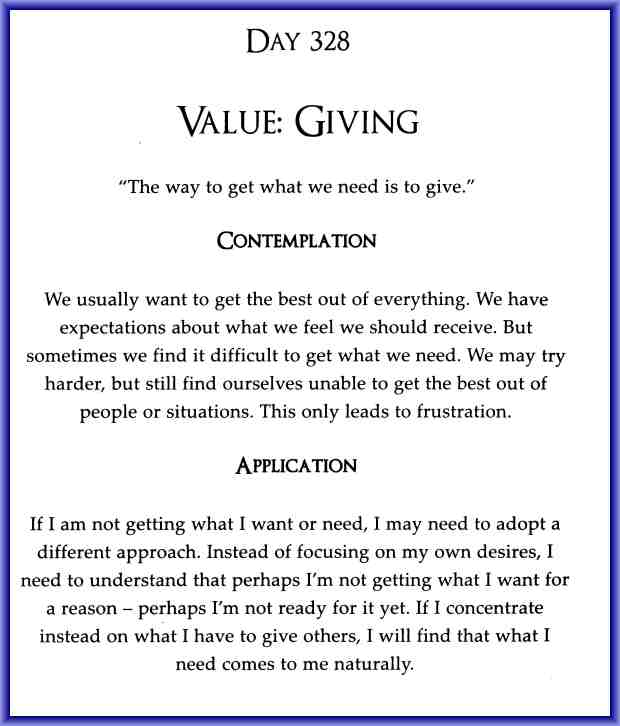 DAY 328
VALUE: GIVING
“The way to get what we need is to give.”
CONTEMPLATION
We usually want to get the best out of everything. We have
expectations about what we feel we should receive. But
sometimes we find it difficult to get what we need. We may try
harder, but still find ourselves unable to get the best out of
people or situations. This only leads to frustration.
APPLICATION
If I am not getting what I want or need, I may need to adopt a
different approach. Instead of focusing on my own desires, I
need to understand that perhaps I’m not getting what I want for
a reason – perhaps I’m not ready for it yet. If I concentrate
instead on what I have to give others, I will find that what I
need comes to me naturally.